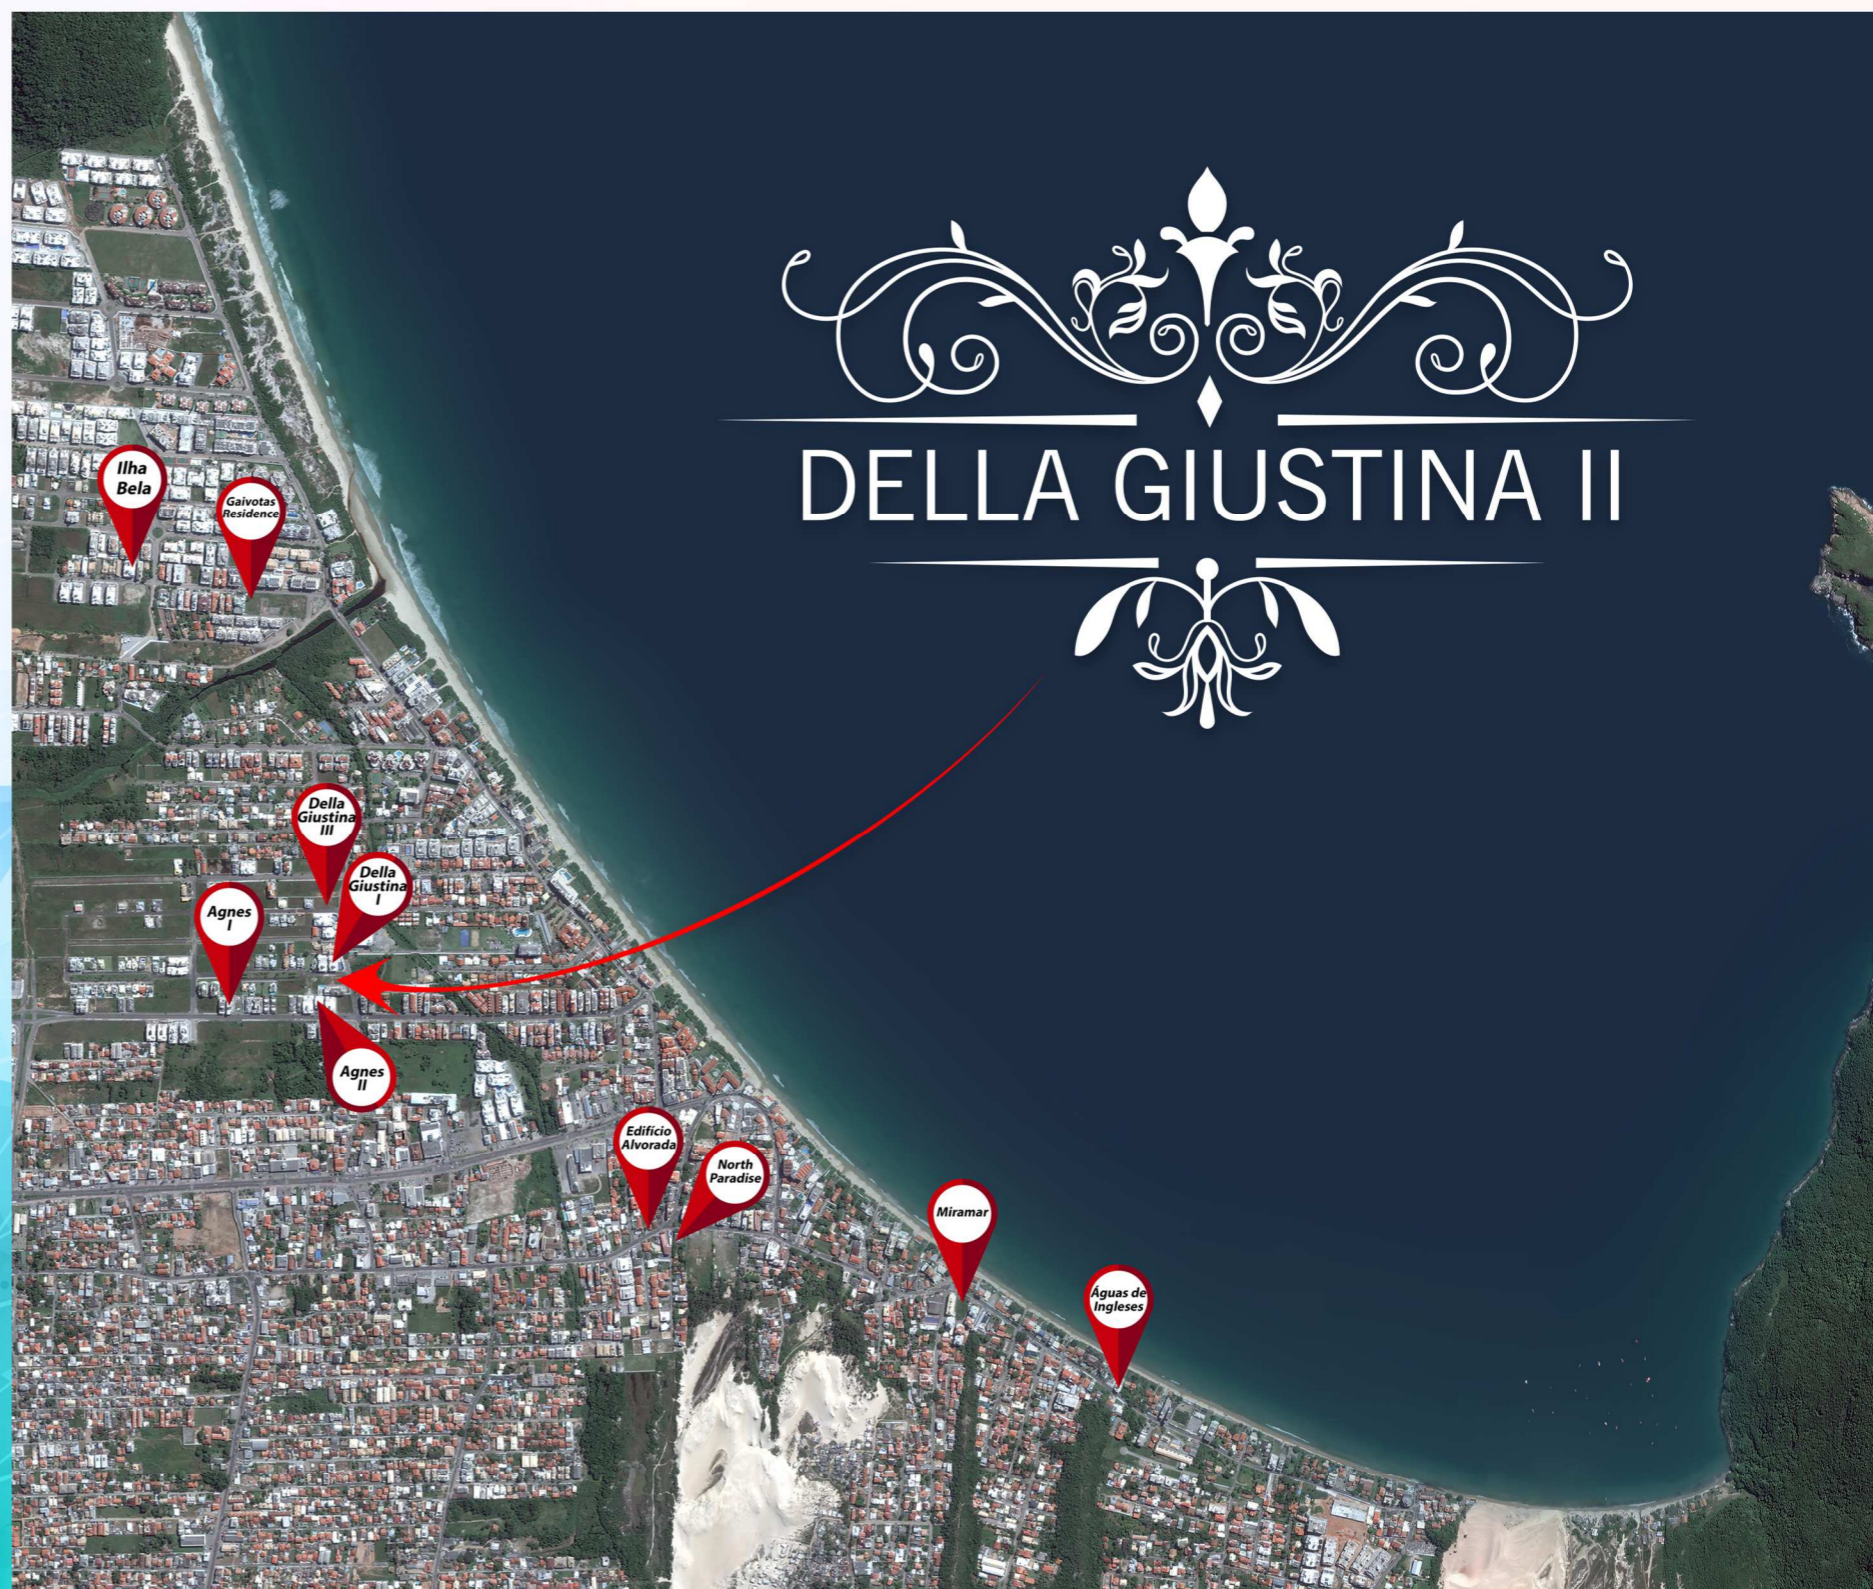 DELLA GIUSTINA II
Ilha
Bela
Gaivotas
Residence
Della
Giustina
III
Della
Giustina
I
Agnes
I
Agnes
II
Edifício
Alvorada
North
Paradise
Miramar
Águas de
Ingleses